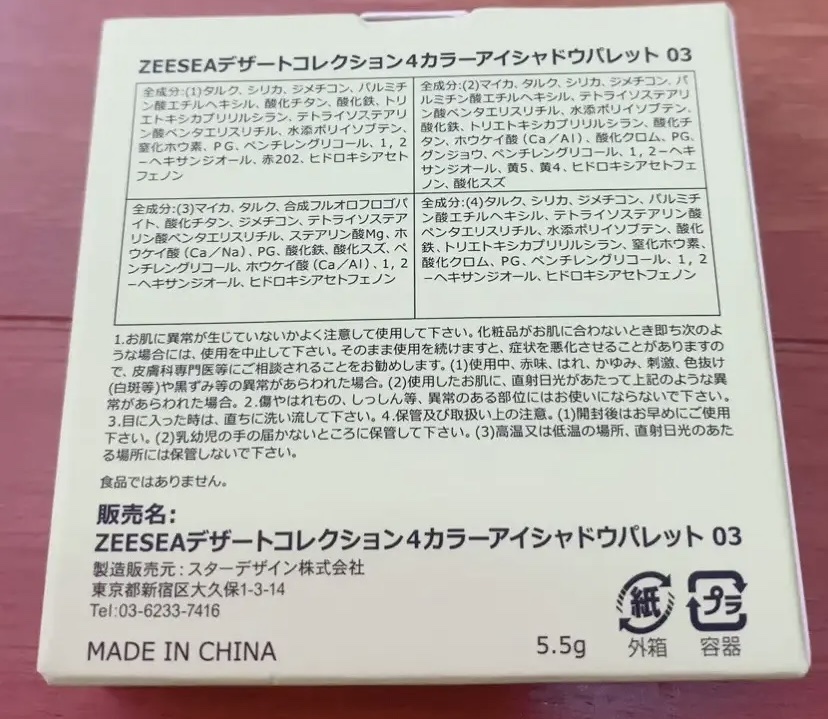 ZEESEAデザートコレクション4カラーアイシャドウパレット 03
全成分:(1)タルク、シリカ、ジメチコン、パルミチ
ン酸エチルヘキシル、酸化チタン、酸化鉄、トリ
エトキシカプリリルシラン、テトライソステアリ
ン酸ペンタエリスリチル、水添ポリイソブテン、
窒化ホウ素、PG、ペンチレングリコール、1,2
-ヘキサンジオール、赤202、ヒドロキシアセト
フェノン
全成分:(2)マイカ、タルク、シリカ、ジメチコン、パ
ルミチン酸エチルヘキシル、テトライソステアリ
ン酸ペンタエリスリチル、水添ポリイソブテン、
酸化鉄、トリエトキシカプリリルシラン、酸化チ
タン、ホウケイ酸(Ca/Al)、酸化クロム、PG、
グンジョウ、ペンチレングリコール、1,2-ヘキ
サンジオール、黄5、黄4、ヒドロキシアセトフェ
ノン、酸化スズ
全成分:(3)マイカ、タルク、合成フルオロフロゴパ
イト、酸化チタン、ジメチコン、テトライソステア
リン酸ペンタエリスリチル、ステアリン酸Mg、ホ
ウケイ酸(Ca/Na)、PG、酸化鉄、酸化スズ、ペ
ンチレングリコール、ホウケイ酸(Ca/Al)、1,2
-ヘキサンジオール、ヒドロキシアセトフェノン
全成分:(4)タルク、シリカ、ジメチコン、パルミチ
ン酸エチルヘキシル、テトライソステアリン酸
ペンタエリスリチル、水添ポリイソブテン、酸化
鉄、トリエトキシカプリリルシラン、窒化ホウ素、
酸化クロム、PG、ペンチレングリコール、1,2
-ヘキサンジオール、ヒドロキシアセトフェノン
1.お肌に異常が生じていないかよく注意して使用して下さい。化粧品がお肌に合わないとき即ち次のよ
うな場合には、使用を中止して下さい。そのまま使用を続けますと、症状を悪化させることがありますの
で、皮膚科専門医等にご相談されることをお勧めします。(1)使用中、赤味、はれ、かゆみ、刺激、色抜け
(白斑等)や黒ずみ等の異常があらわれた場合。(2)使用したお肌に、直射日光があたって上記のような異
常があらわれた場合。2.傷やはれもの、しっしん等、異常のある部位にはお使いにならないで下さい。
3.目に入った時は、直ちに洗い流して下さい。4.保管及び取扱い上の注意。(1)開封後はお早めにご使用
下さい。(2)乳幼児の手の届かないところに保管して下さい。(3)高温又は低温の場所、直射日光のあた
る場所には保管しないで下さい。
食品ではありません。
販売名:
ZEESEAデザートコレクション4カラーアイシャドウパレット 03
製造販売元:スターデザイン株式会社
東京都新宿区大久保1-3-14
Tel:03-6233-7416
MADE IN CHINA
5.5g
紙
外箱
プラ
容器